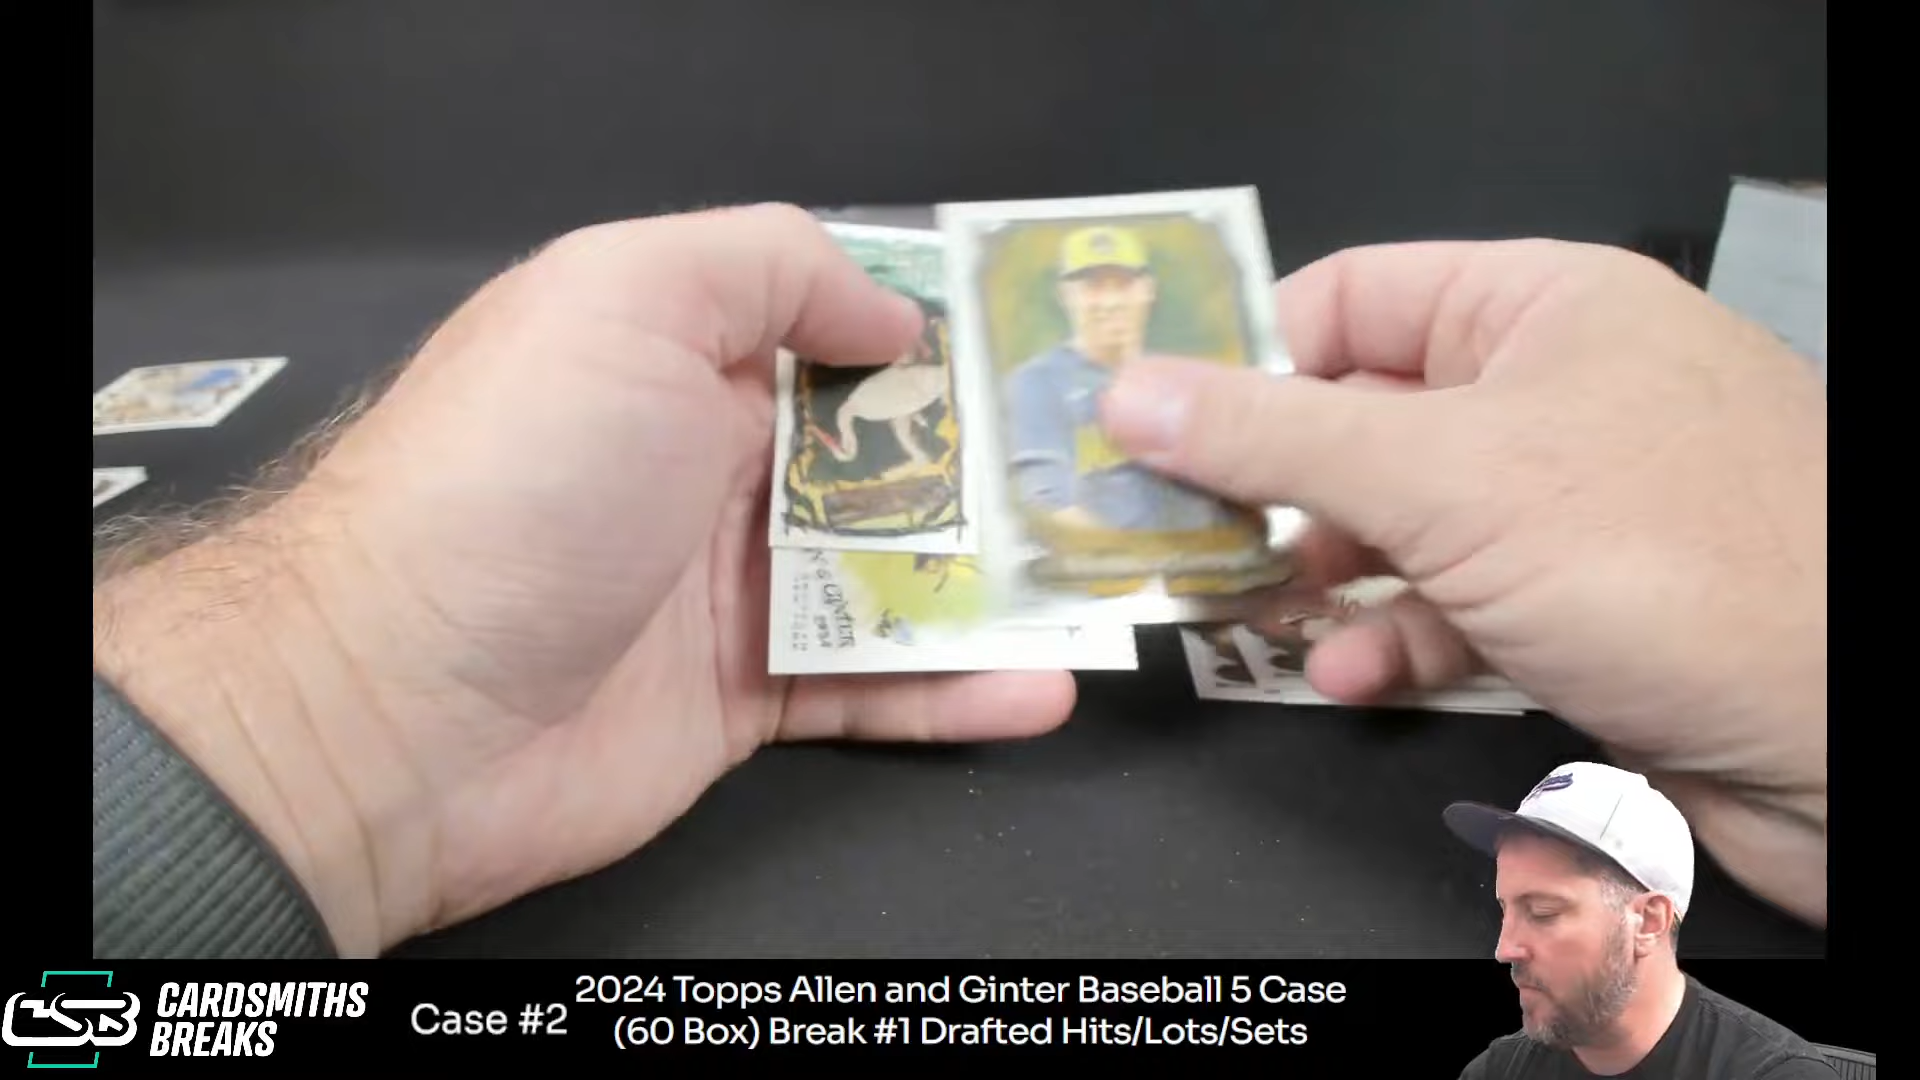 CARDSMITHS
BREAKS
Case #2
2024 Topps Allen and Ginter Baseball 5 Case
(60 Box) Break #1 Drafted Hits/Lots/Sets